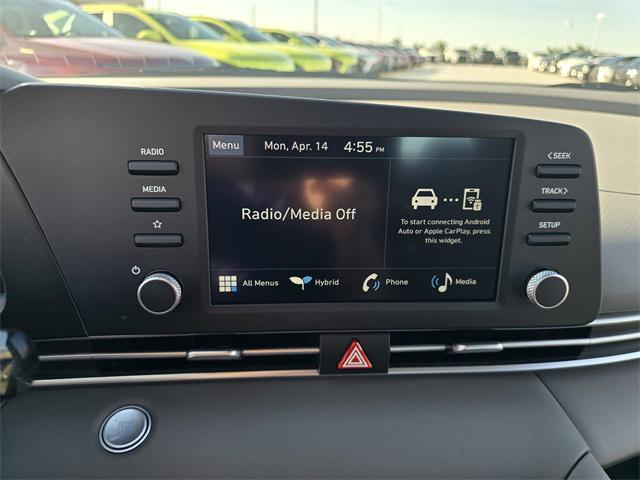 RADIO
MEDIA
Menu Mon, Apr. 14 4:55 PM
Radio/Media Off
To start connecting Android
Auto or Apple CarPlay, press
this widget.
All Menus Hybrid Phone Media
<SEEK
TRACK>
SETUP